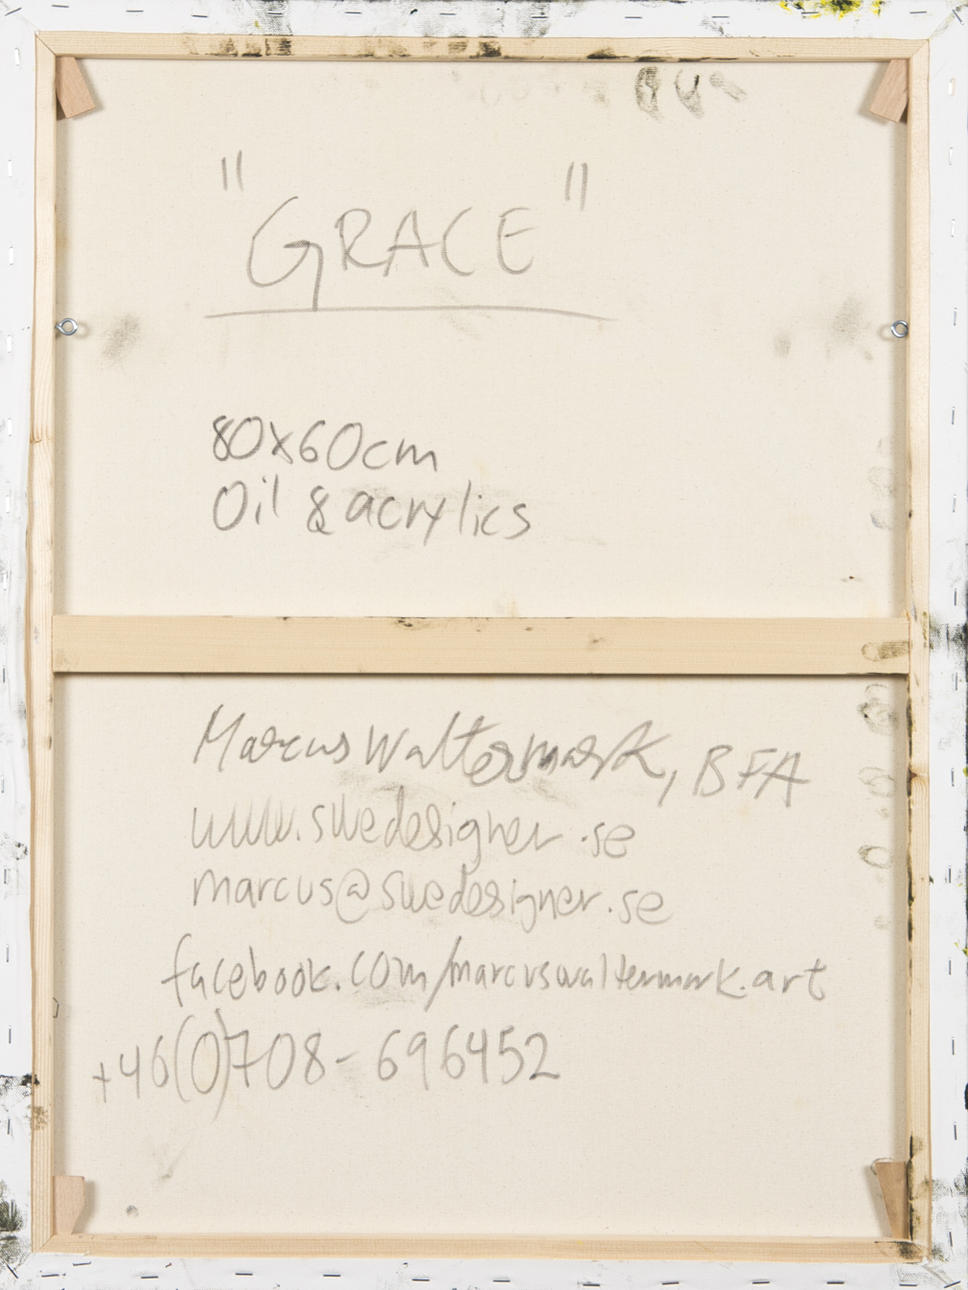 "GRACE"
80x60cm
Oil & acrylics
Marcus Waltermark, BFA
www.swedesigner.se
marcus@swedesigner.se
facebook.com/marcuswaltermark.art
+46(0)708-696452